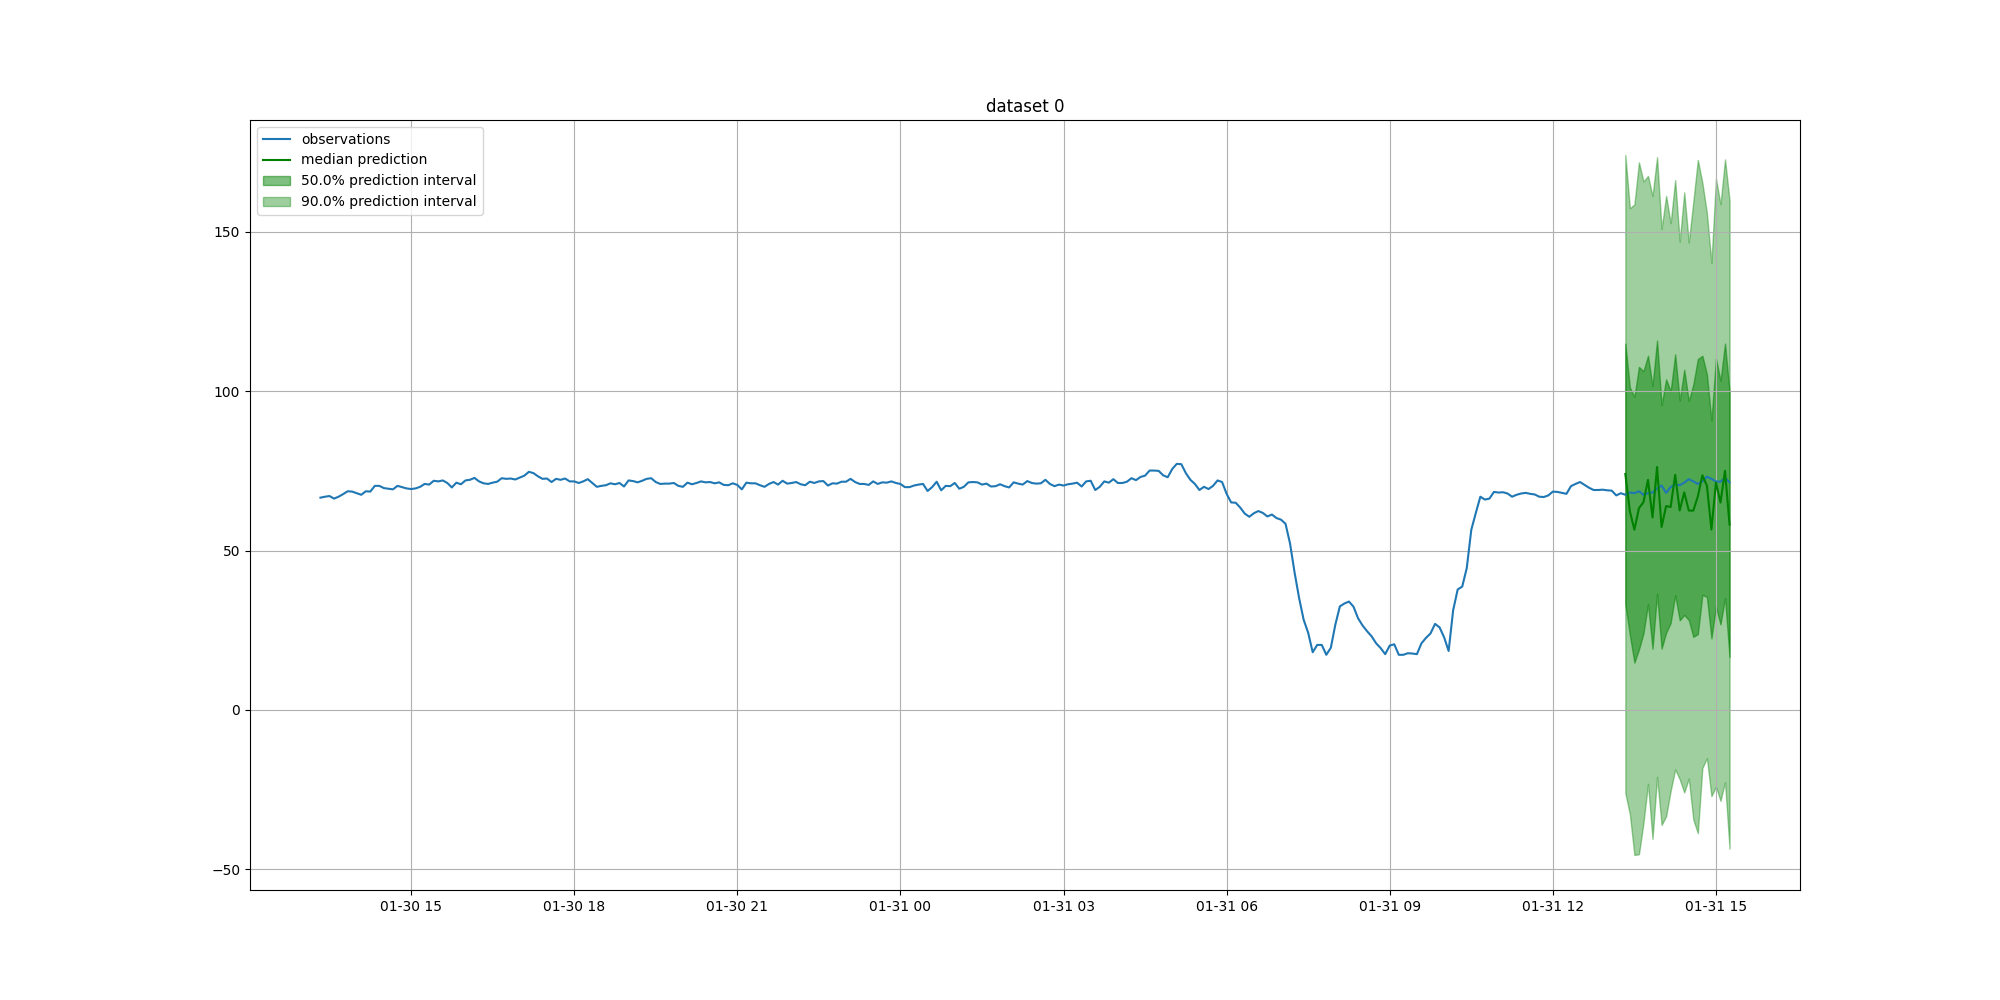 dataset 0
observations
median prediction
50.0% prediction interval
90.0% prediction interval
150
100
50
0
−50
01-30 15
01-30 18
01-30 21
01-31 00
01-31 03
01-31 06
01-31 09
01-31 12
01-31 15